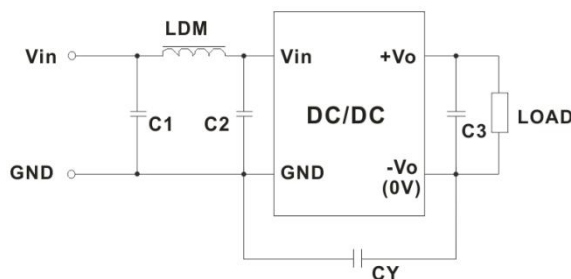 LDM
Vin
Vin
+Vo
C1
C2
DC/DC
C3
LOAD
GND
GND
-Vo
(0V)
CY